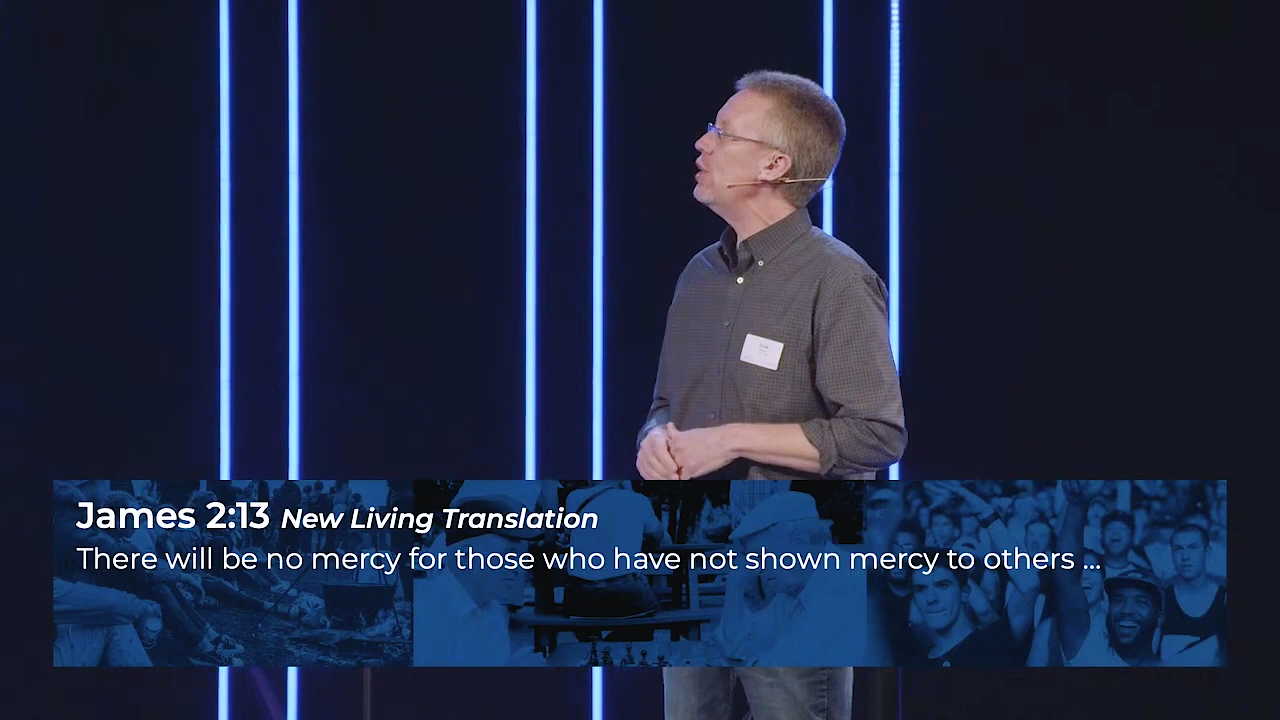 James 2:13 New Living Translation
There will be no mercy for those who have not shown mercy to others ...